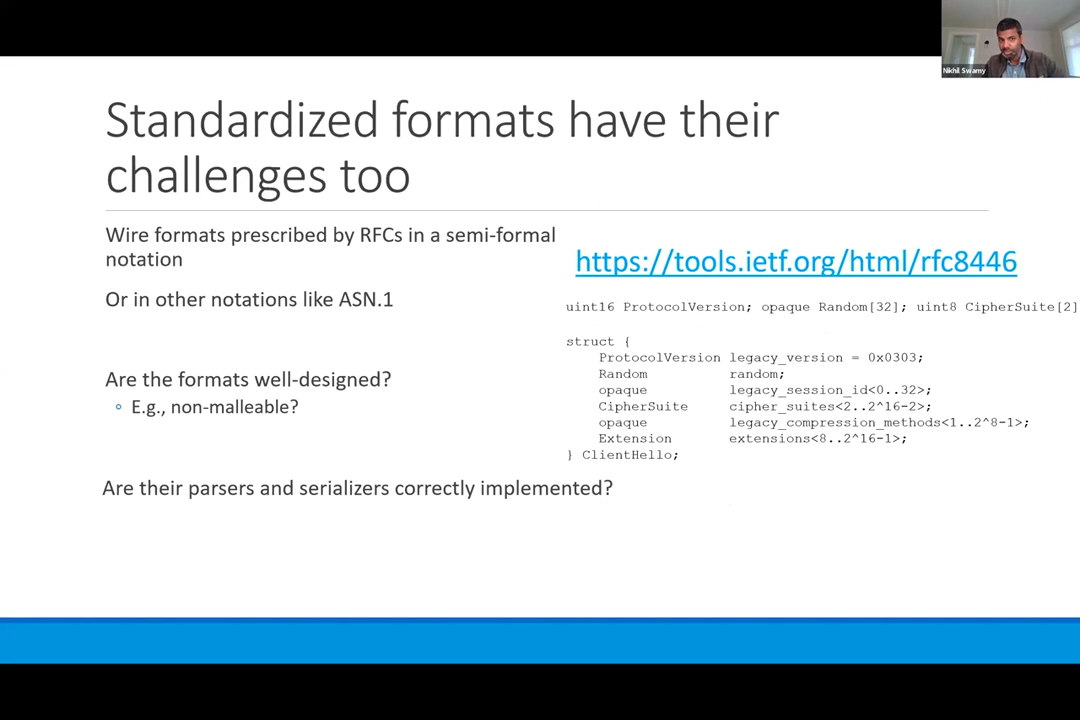 Nikhil Swamy
Standardized formats have their
challenges too
Wire formats prescribed by RFCs in a semi-formal
notation
Or in other notations like ASN.1
Are the formats well-designed?
E.g., non-malleable?
Are their parsers and serializers correctly implemented?
https://tools.ietf.org/html/rfc8446
uint16 ProtocolVersion; opaque Random[32]; uint8 CipherSuite[2]
struct {
ProtocolVersion legacy_version = 0x0303;
Random random;
opaque legacy_session_id<0..32>;
CipherSuite cipher_suites<2..2^16-2>;
opaque legacy_compression_methods<1..2^8-1>;
Extension extensions<8..2^16-1>;
} ClientHello;